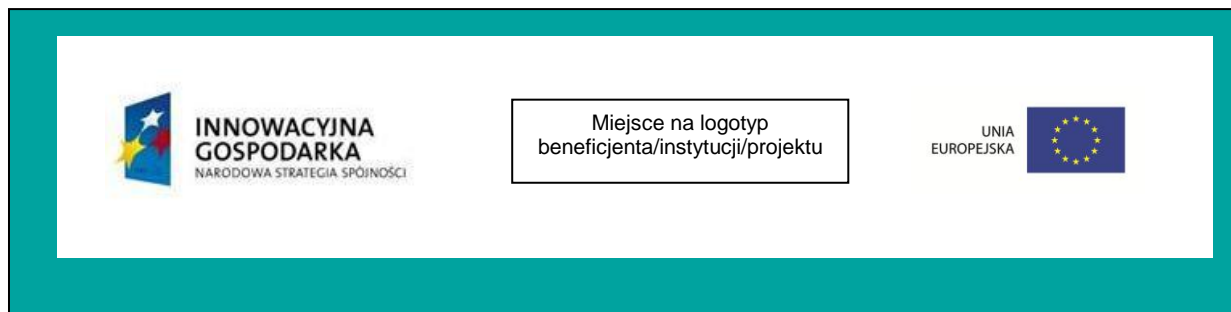 INNOWACYJNA
GOSPODARKA
NARODOWA STRATEGIA SPÓJNOŚCI
Miejsce na logotyp
beneficjenta/instytucji/projektu
UNIA
EUROPEJSKA